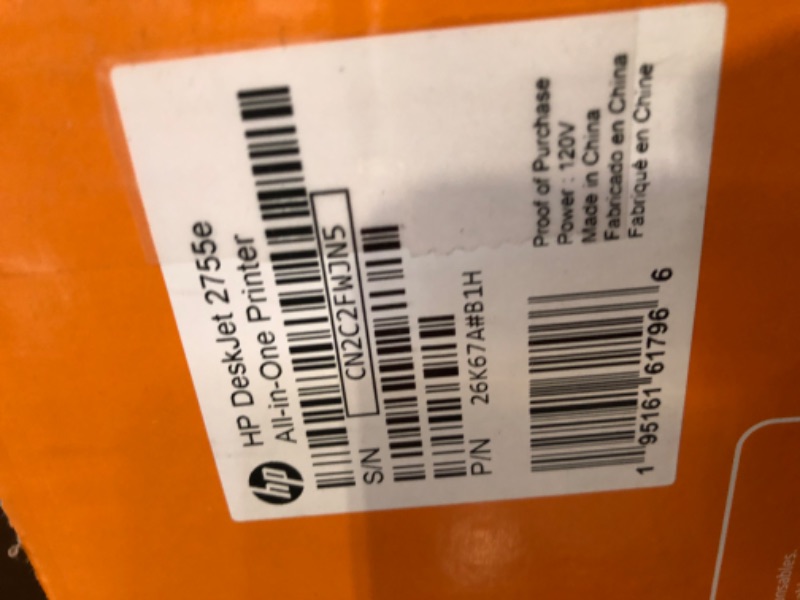 hp
HP DeskJet 2755e
All-in-One Printer
S/N CN2C2FWJN5
P/N 26K67A#B1H
Proof of Purchase
Power : 120V
Made in China
Fabricado en China
Fabriqué en Chine
1 95161 61796 6